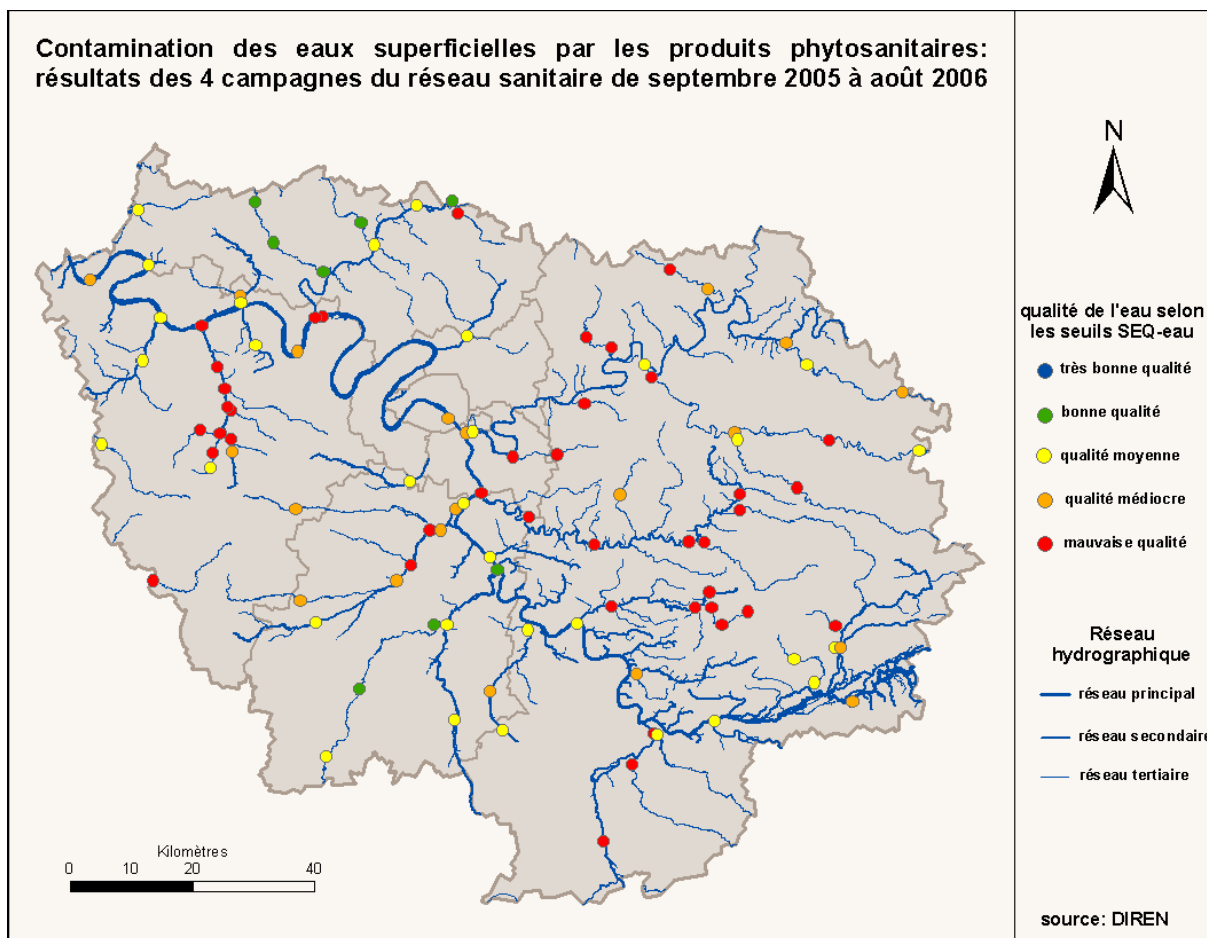 Contamination des eaux superficielles par les produits phytosanitaires:
résultats des 4 campagnes du réseau sanitaire de septembre 2005 à août 2006
N
qualité de l'eau selon
les seuils SEQ-eau
très bonne qualité
bonne qualité
qualité moyenne
qualité médiocre
mauvaise qualité
Réseau
hydrographique
réseau principal
réseau secondaire
réseau tertiaire
Kilomètres
0 10 20 40
source: DIREN